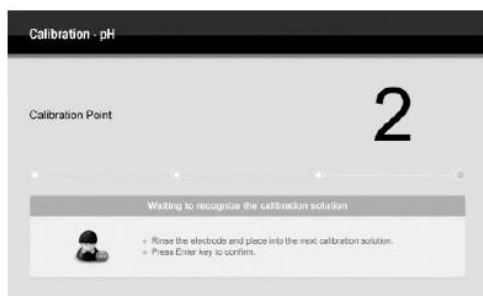 Calibration - pH
2
Calibration Point
Waiting to recognize the calibration solution
Rinse the electrode and place into the next calibration solution.
Press Enter key to confirm.